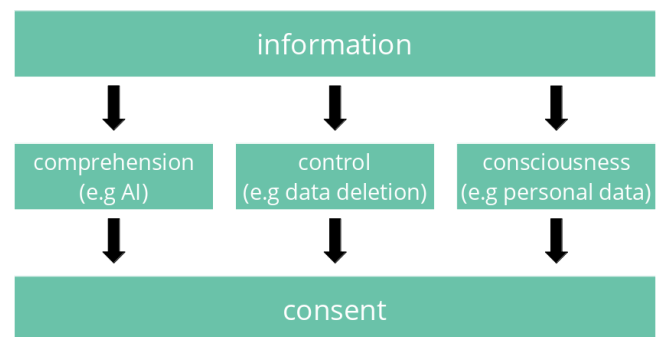 information
comprehension
(e.g AI)
control
(e.g data deletion)
consciousness
(e.g personal data)
consent